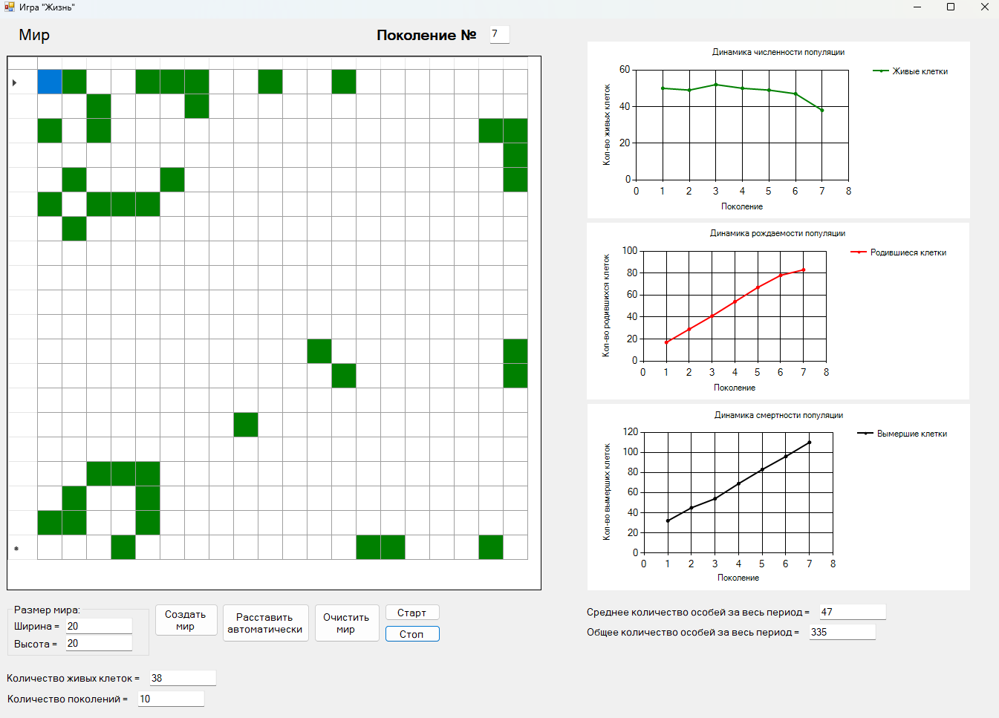 Игра "Жизнь"
Мир
Поколение № 7
Размер мира:
Ширина = 20
Высота = 20
Создать
мир
Расставить
автоматически
Очистить
мир
Старт
Стоп
Количество живых клеток = 38
Количество поколений = 10
Динамика численности популяции
Живые клетки
Кол-во живых клеток
60
40
20
0
0 1 2 3 4 5 6 7 8
Поколение
Динамика рождаемости популяции
Родившиеся клетки
Кол-во родившихся клеток
100
80
60
40
20
0
0 1 2 3 4 5 6 7 8
Поколение
Динамика смертности популяции
Вымершие клетки
Кол-во вымерших клеток
120
100
80
60
40
20
0
0 1 2 3 4 5 6 7 8
Поколение
Среднее количество особей за весь период = 47
Общее количество особей за весь период = 335